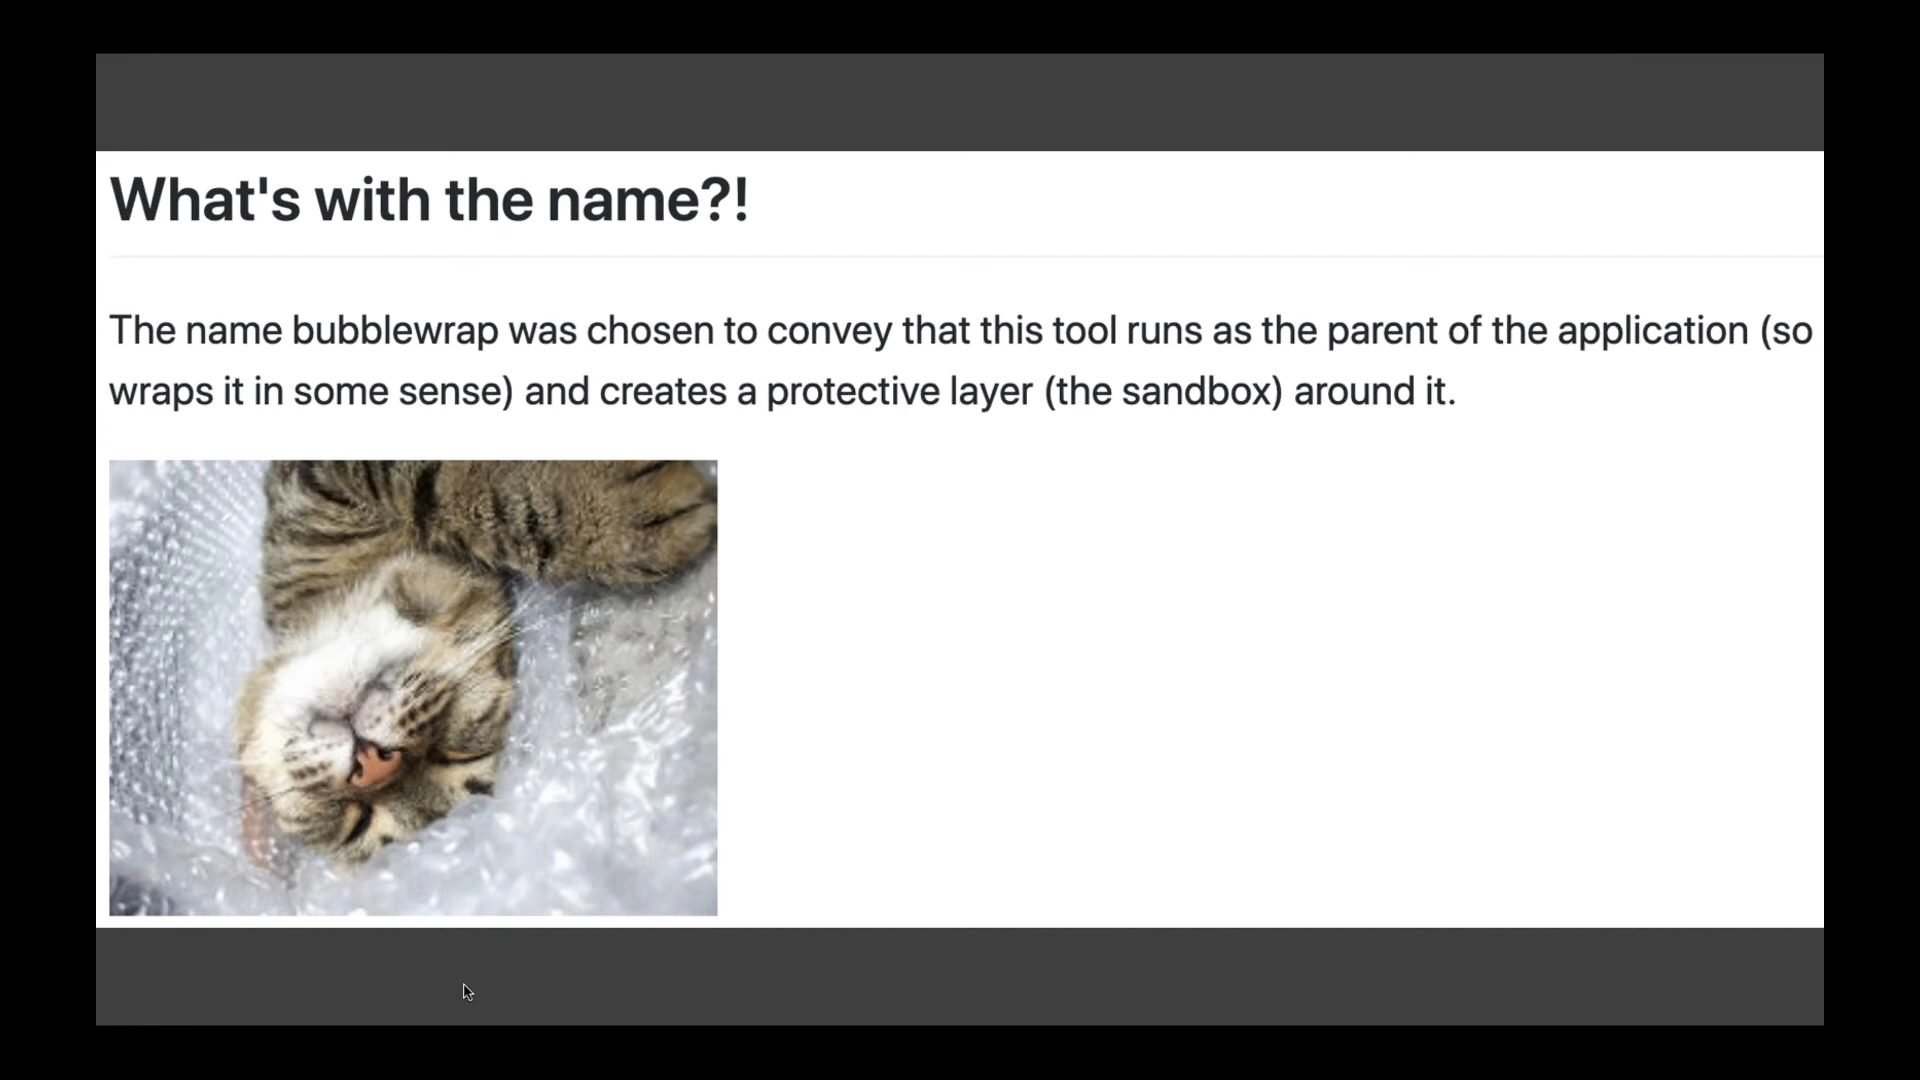 What's with the name?!
The name bubblewrap was chosen to convey that this tool runs as the parent of the application (so
wraps it in some sense) and creates a protective layer (the sandbox) around it.